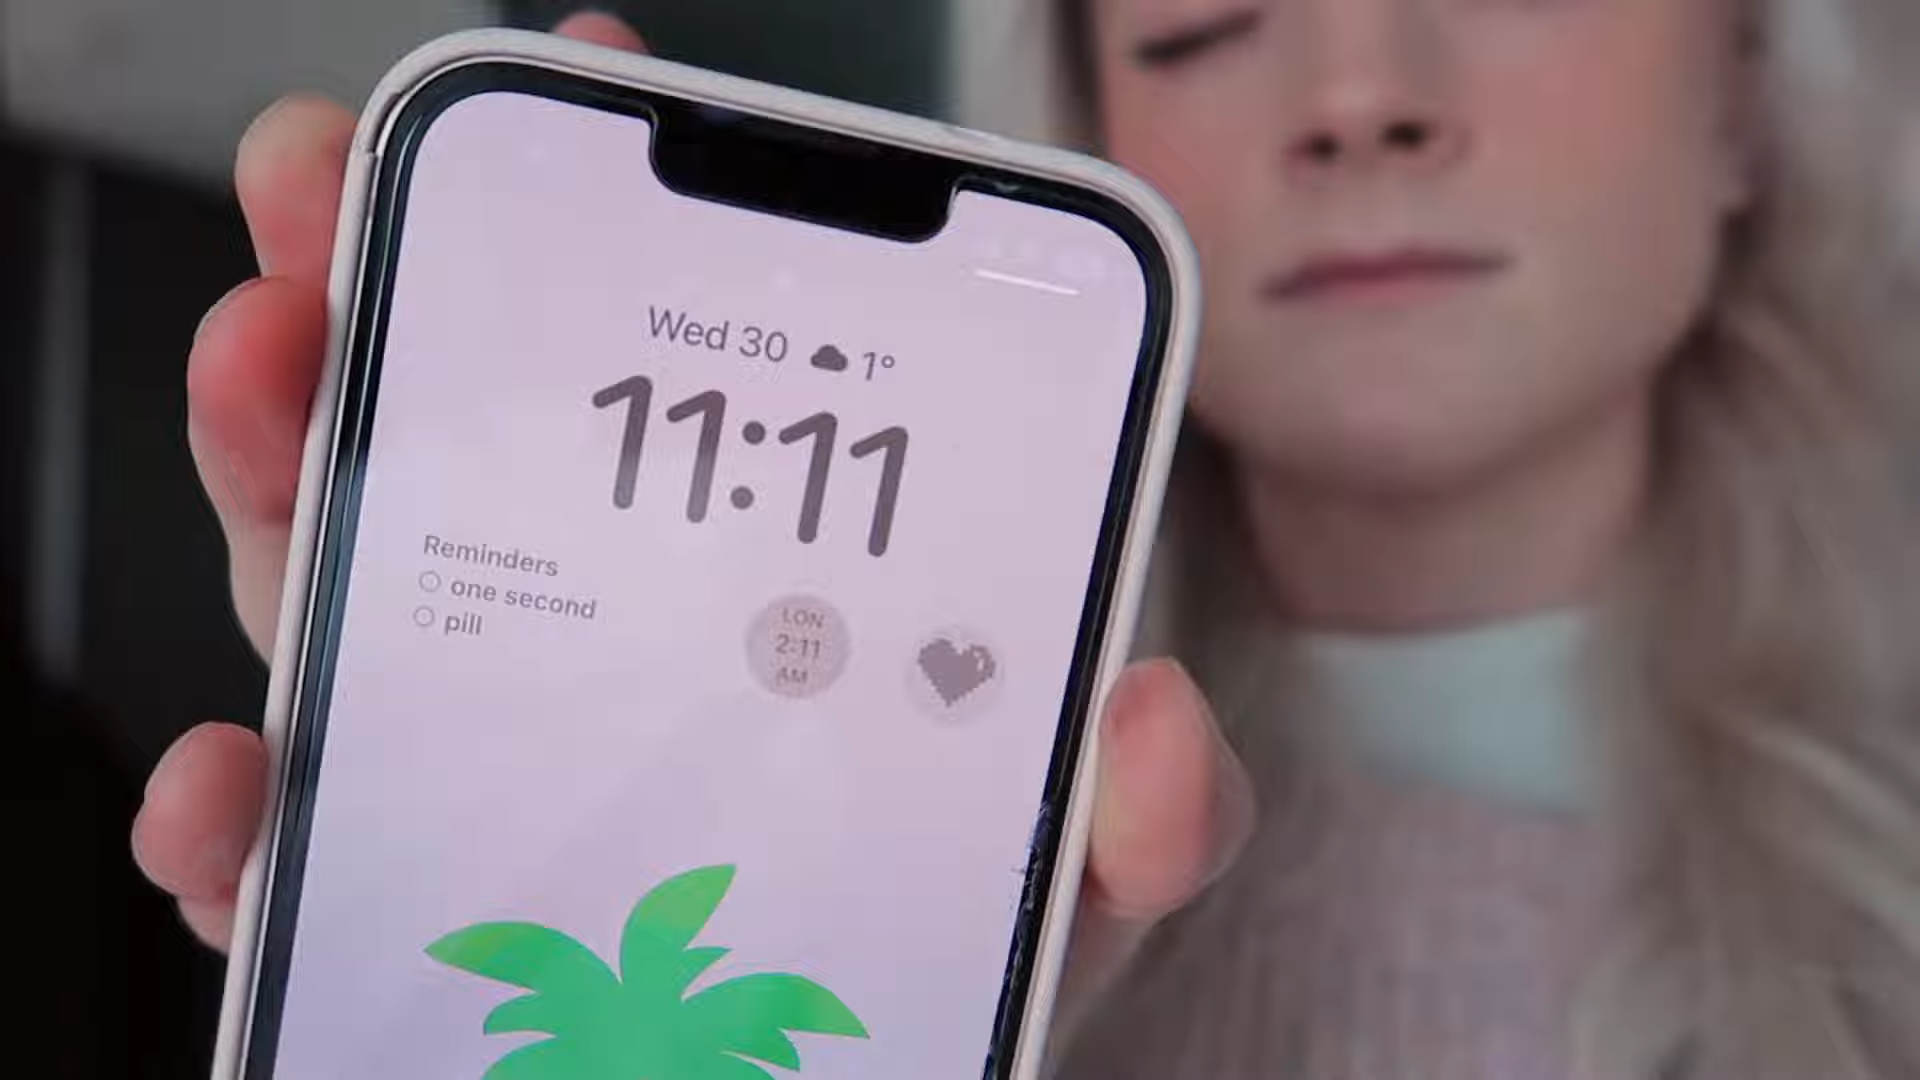 Wed 30 1°
11:11
Reminders
one second
pill
LON
2:11
AM